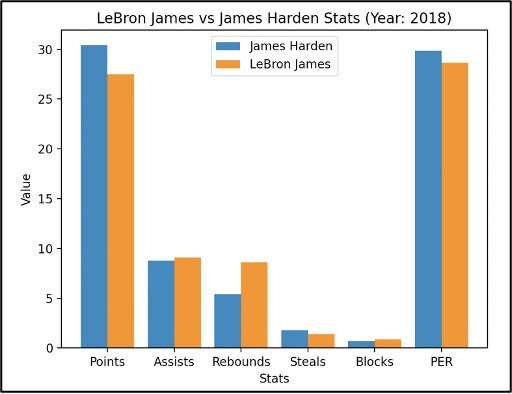 LeBron James vs James Harden Stats (Year: 2018)
James Harden
LeBron James
30
25
20
15
10
5
0
Value
Points Assists Rebounds Steals Blocks PER
Stats